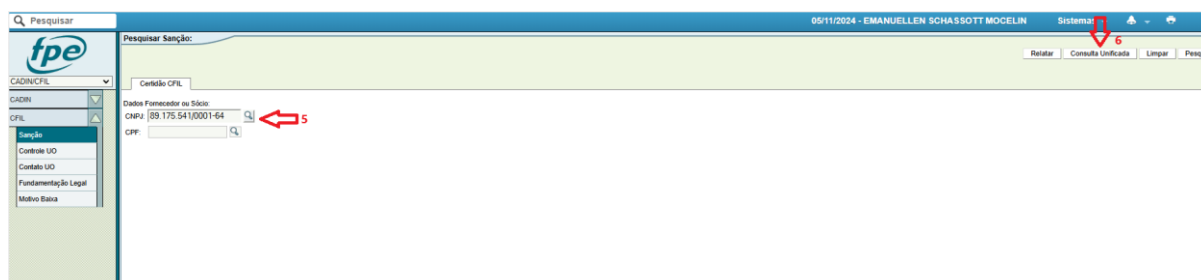 Pesquisar
05/11/2024 - EMANUELLEN SCHASSOTT MOCELIN
fpe
CADIN/CFIL
CADIN
CFIL
Sanção
Controle UO
Contato UO
Fundamentação Legal
Motivo Baixa
Pesquisar Sanção:
6
Relatar Consulta Unificada Limpar Pesq
Certidão CFIL
Dados Fornecedor ou Sócio:
CNPJ: 89.175.541/0001-64
5
CPF: